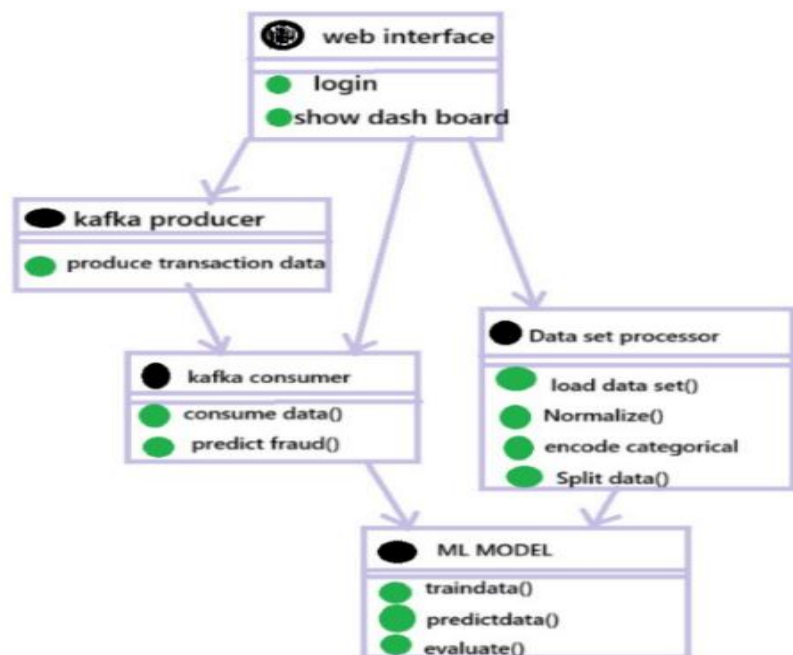 web interface
login
show dash board
kafka producer
produce transaction data
kafka consumer
consume data()
predict fraud()
Data set processor
load data set()
Normalize()
encode categorical
Split data()
ML MODEL
traindata()
predictdata()
evaluate()